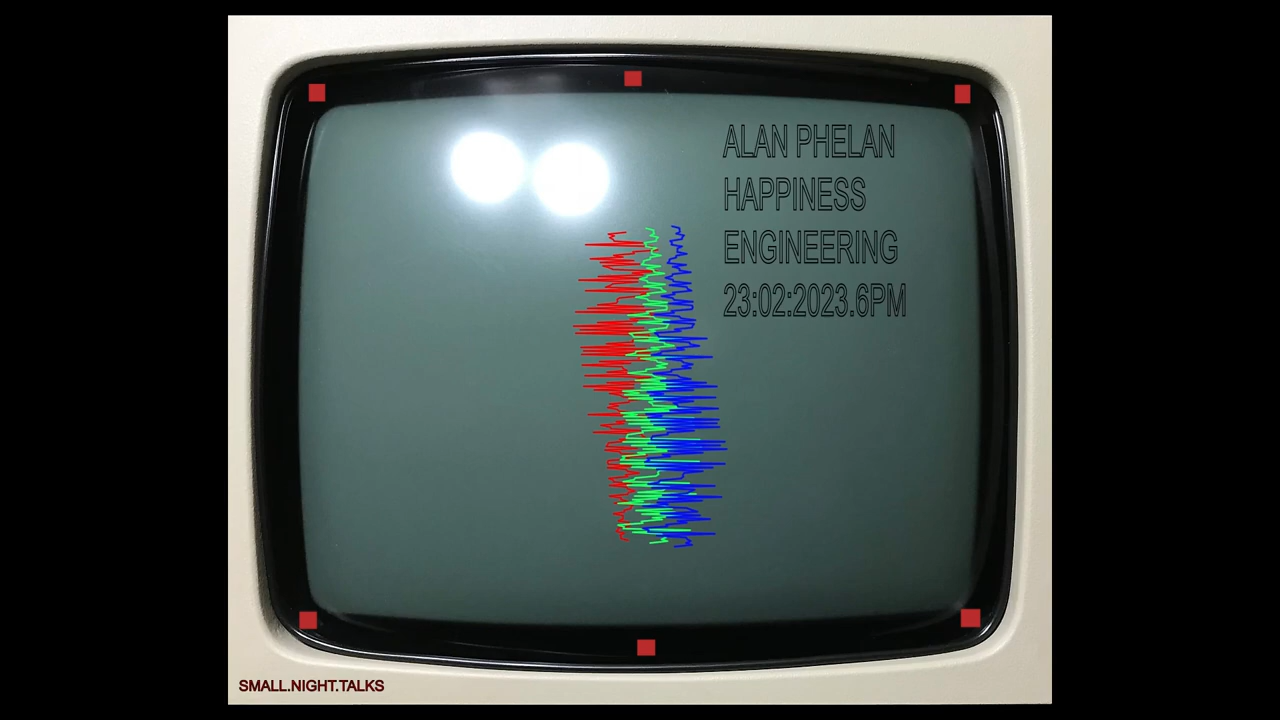 ALAN PHELAN
HAPPINESS
ENGINEERING
23:02:2023.6PM
SMALL.NIGHT.TALKS